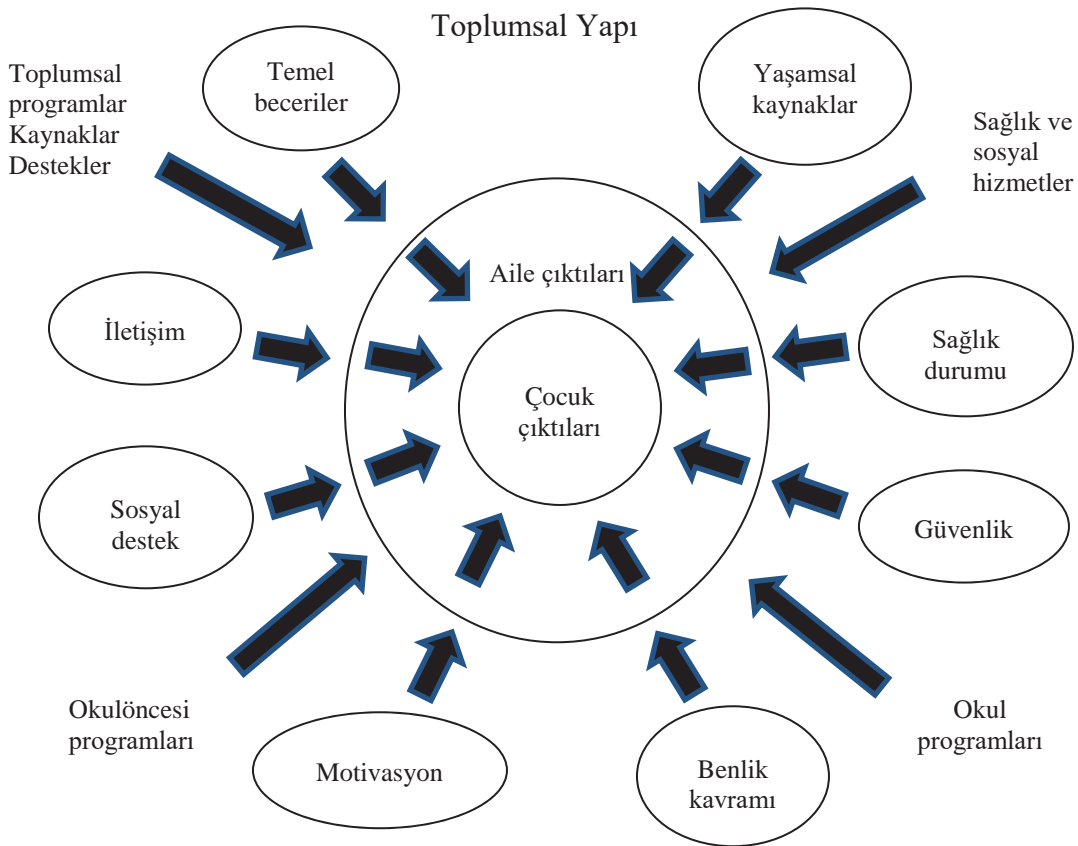 Toplumsal Yapı
Toplumsal
programlar
Kaynaklar
Destekler
Temel
beceriler
Yaşamsal
kaynaklar
Sağlık ve
sosyal
hizmetler
Aile çıktıları
İletişim
Sağlık
durumu
Çocuk
çıktıları
Sosyal
destek
Güvenlik
Okulöncesi
programları
Motivasyon
Benlik
kavramı
Okul
programları